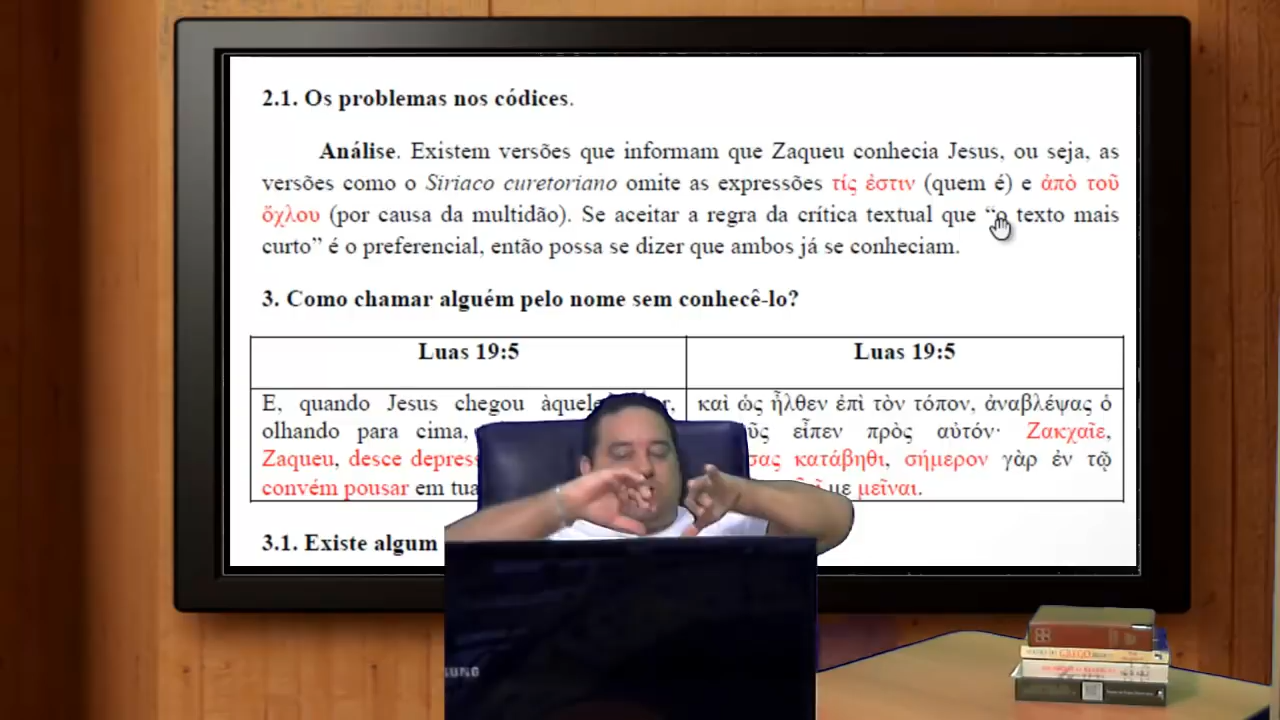 2.1. Os problemas nos códices.
Análise. Existem versões que informam que Zaqueu conhecia Jesus, ou seja, as
versões como o Siriaco curetoriano omite as expressões τίς ἐστιν (quem é) e ἀπὸ τοῦ
ὄχλου (por causa da multidão). Se aceitar a regra da crítica textual que “o texto mais
curto” é o preferencial, então possa se dizer que ambos já se conheciam.
3. Como chamar alguém pelo nome sem conhecê-lo?
Luas 19:5
Luas 19:5
E, quando Jesus chegou
olhando para cima,
Zaqueu, desce
convém pousar em
καὶ ὡς ἦλθεν ἐπὶ τὸν τόπον, ἀναβλέψας ὁ
εἶπεν πρὸς αὐτόν· Ζακχαῖε,
κατάβηθι, σήμερον γὰρ ἐν τῷ
με μεῖναι.
3.1. Existe algum
GREGO